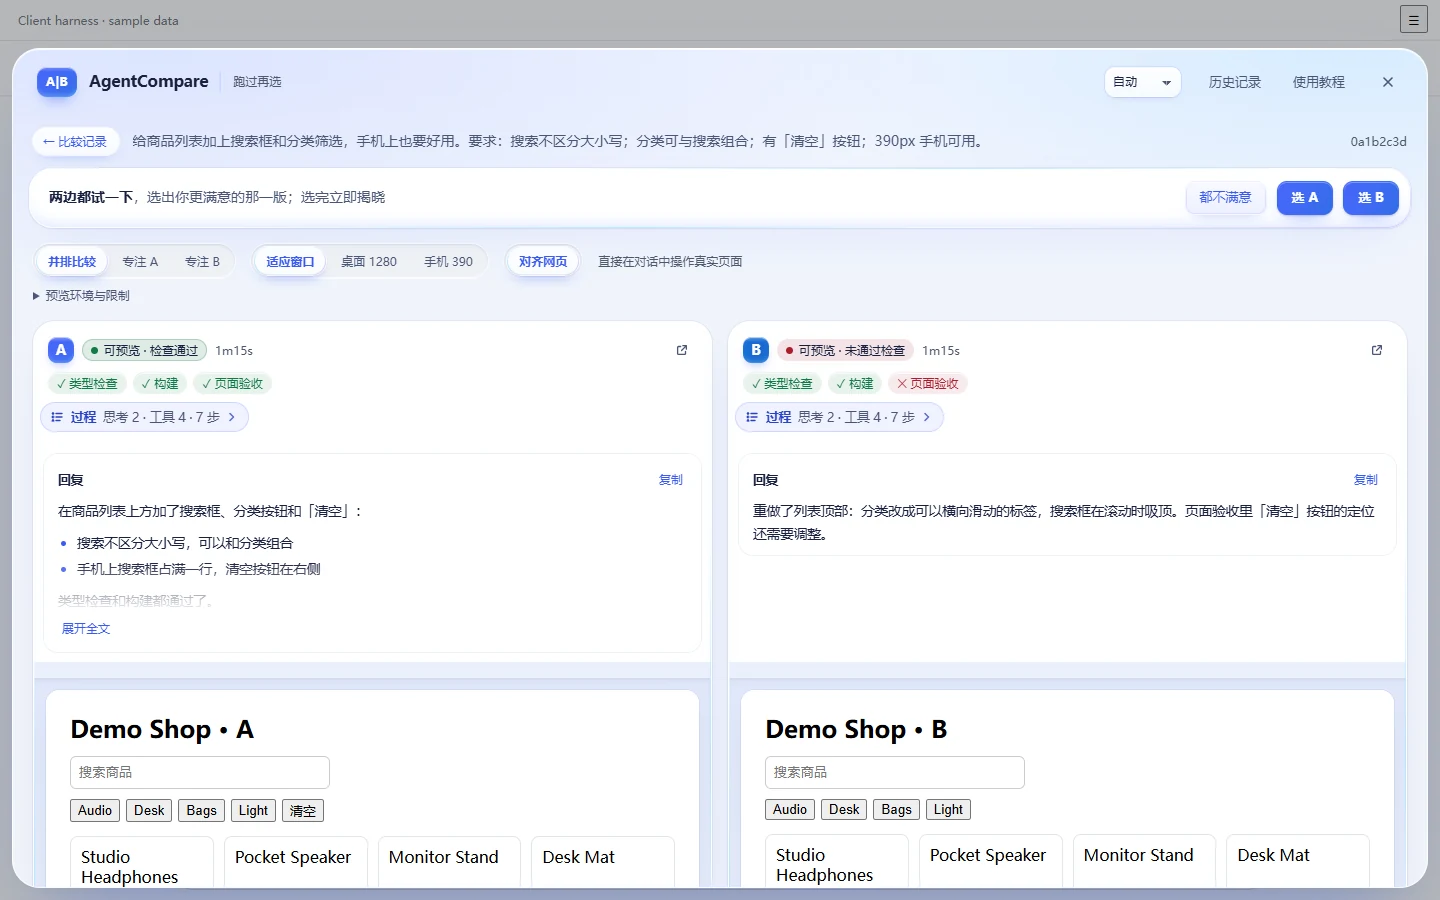 Client harness · sample data
☰
A|B AgentCompare 跑过再选 自动 历史记录 使用教程 ✕
← 比较记录 给商品列表加上搜索框和分类筛选，手机上也要好用。要求：搜索不区分大小写；分类可与搜索组合；有「清空」按钮；390px 手机可用。 0a1b2c3d
两边都试一下，选出你更满意的那一版；选完立即揭晓 都不满意 选 A 选 B
并排比较 专注 A 专注 B 适应窗口 桌面 1280 手机 390 对齐网页 直接在对话中操作真实页面
▶ 预览环境与限制
A 可预览 · 检查通过 1m15s
✓ 类型检查 ✓ 构建 ✓ 页面验收
过程 思考 2 · 工具 4 · 7 步 >
回复 复制
在商品列表上方加了搜索框、分类按钮和「清空」：
• 搜索不区分大小写，可以和分类组合
• 手机上搜索框占满一行，清空按钮在右侧
类型检查和构建都通过了。
展开全文
Demo Shop • A
搜索商品
Audio Desk Bags Light 清空
Studio Headphones Pocket Speaker Monitor Stand Desk Mat
B 可预览 · 未通过检查 1m15s
✓ 类型检查 ✓ 构建 ✕ 页面验收
过程 思考 2 · 工具 4 · 7 步 >
回复 复制
重做了列表顶部：分类改成可以横向滑动的标签，搜索框在滚动时吸顶。页面验收里「清空」按钮的定位
还需要调整。
Demo Shop • B
搜索商品
Audio Desk Bags Light
Studio Headphones Pocket Speaker Monitor Stand Desk Mat